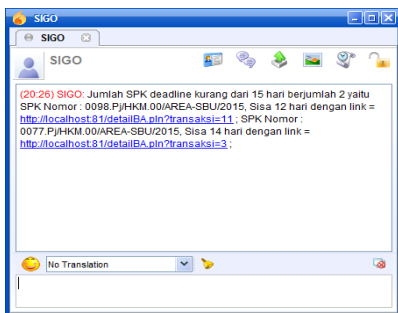 SIGO
SIGO
SIGO
(20:26) SIGO: Jumlah SPK deadline kurang dari 15 hari berjumlah 2 yaitu
SPK Nomor : 0098.Pj/HKM.00/AREA-SBU/2015, Sisa 12 hari dengan link =
http://localhost:81/detailBA.pln?transaksi=11 ; SPK Nomor :
0077.Pj/HKM.00/AREA-SBU/2015, Sisa 14 hari dengan link =
http://localhost:81/detailBA.pln?transaksi=3 ;
No Translation